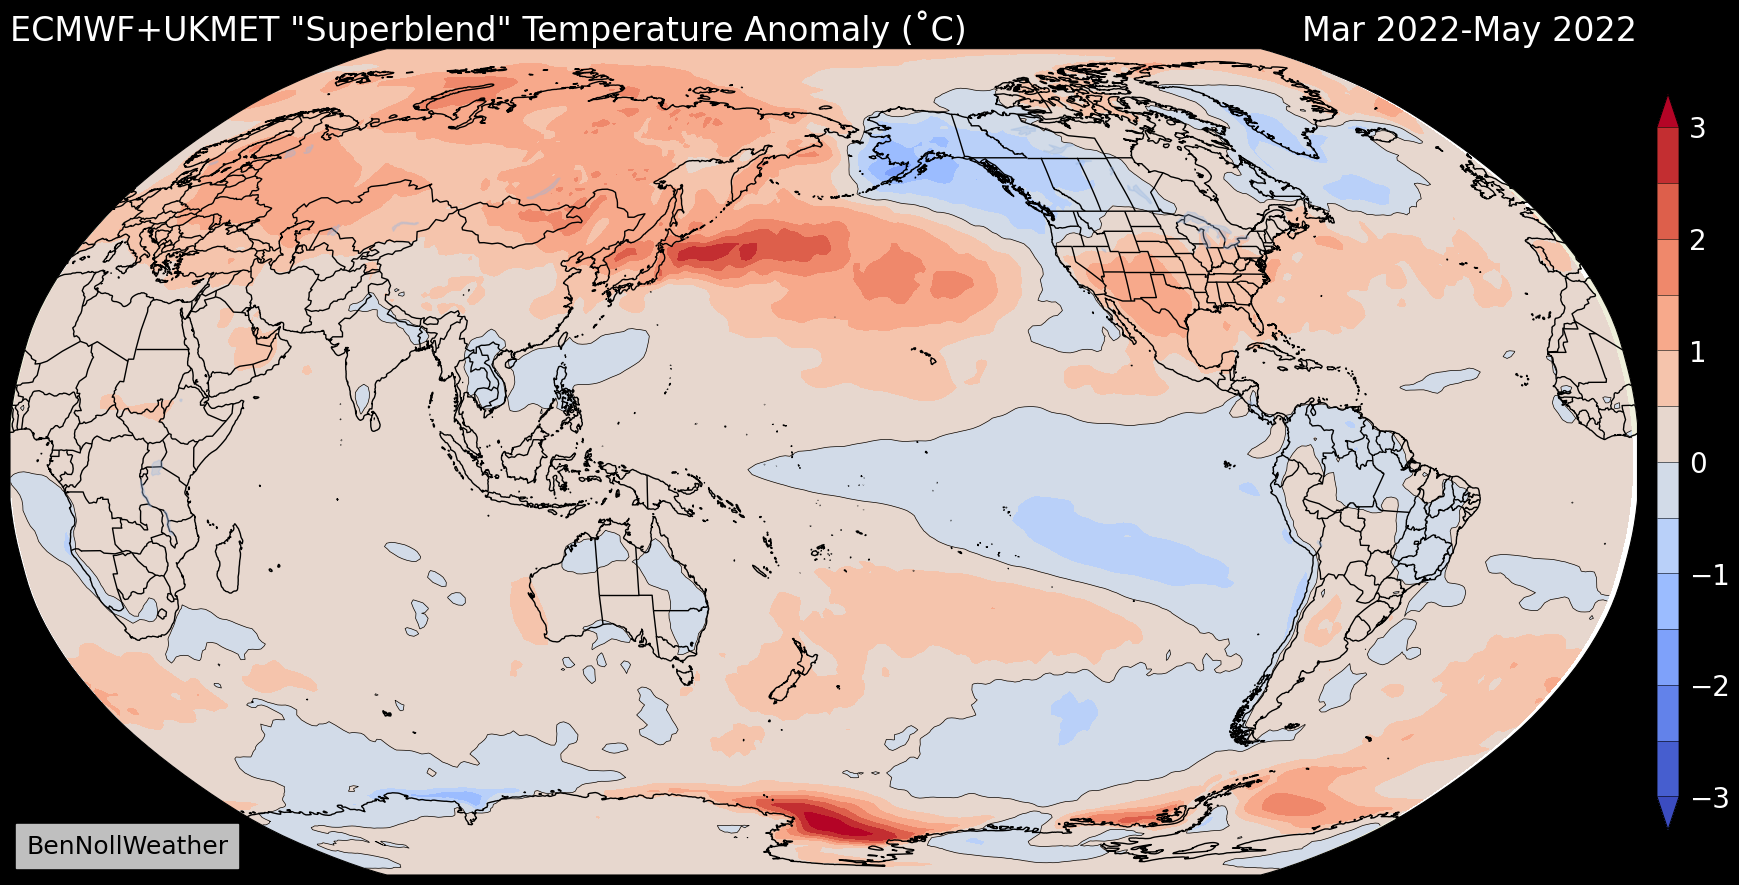 ECMWF+UKMET "Superblend" Temperature Anomaly (˚C)
Mar 2022-May 2022
3
2
1
0
−1
−2
−3
BenNollWeather